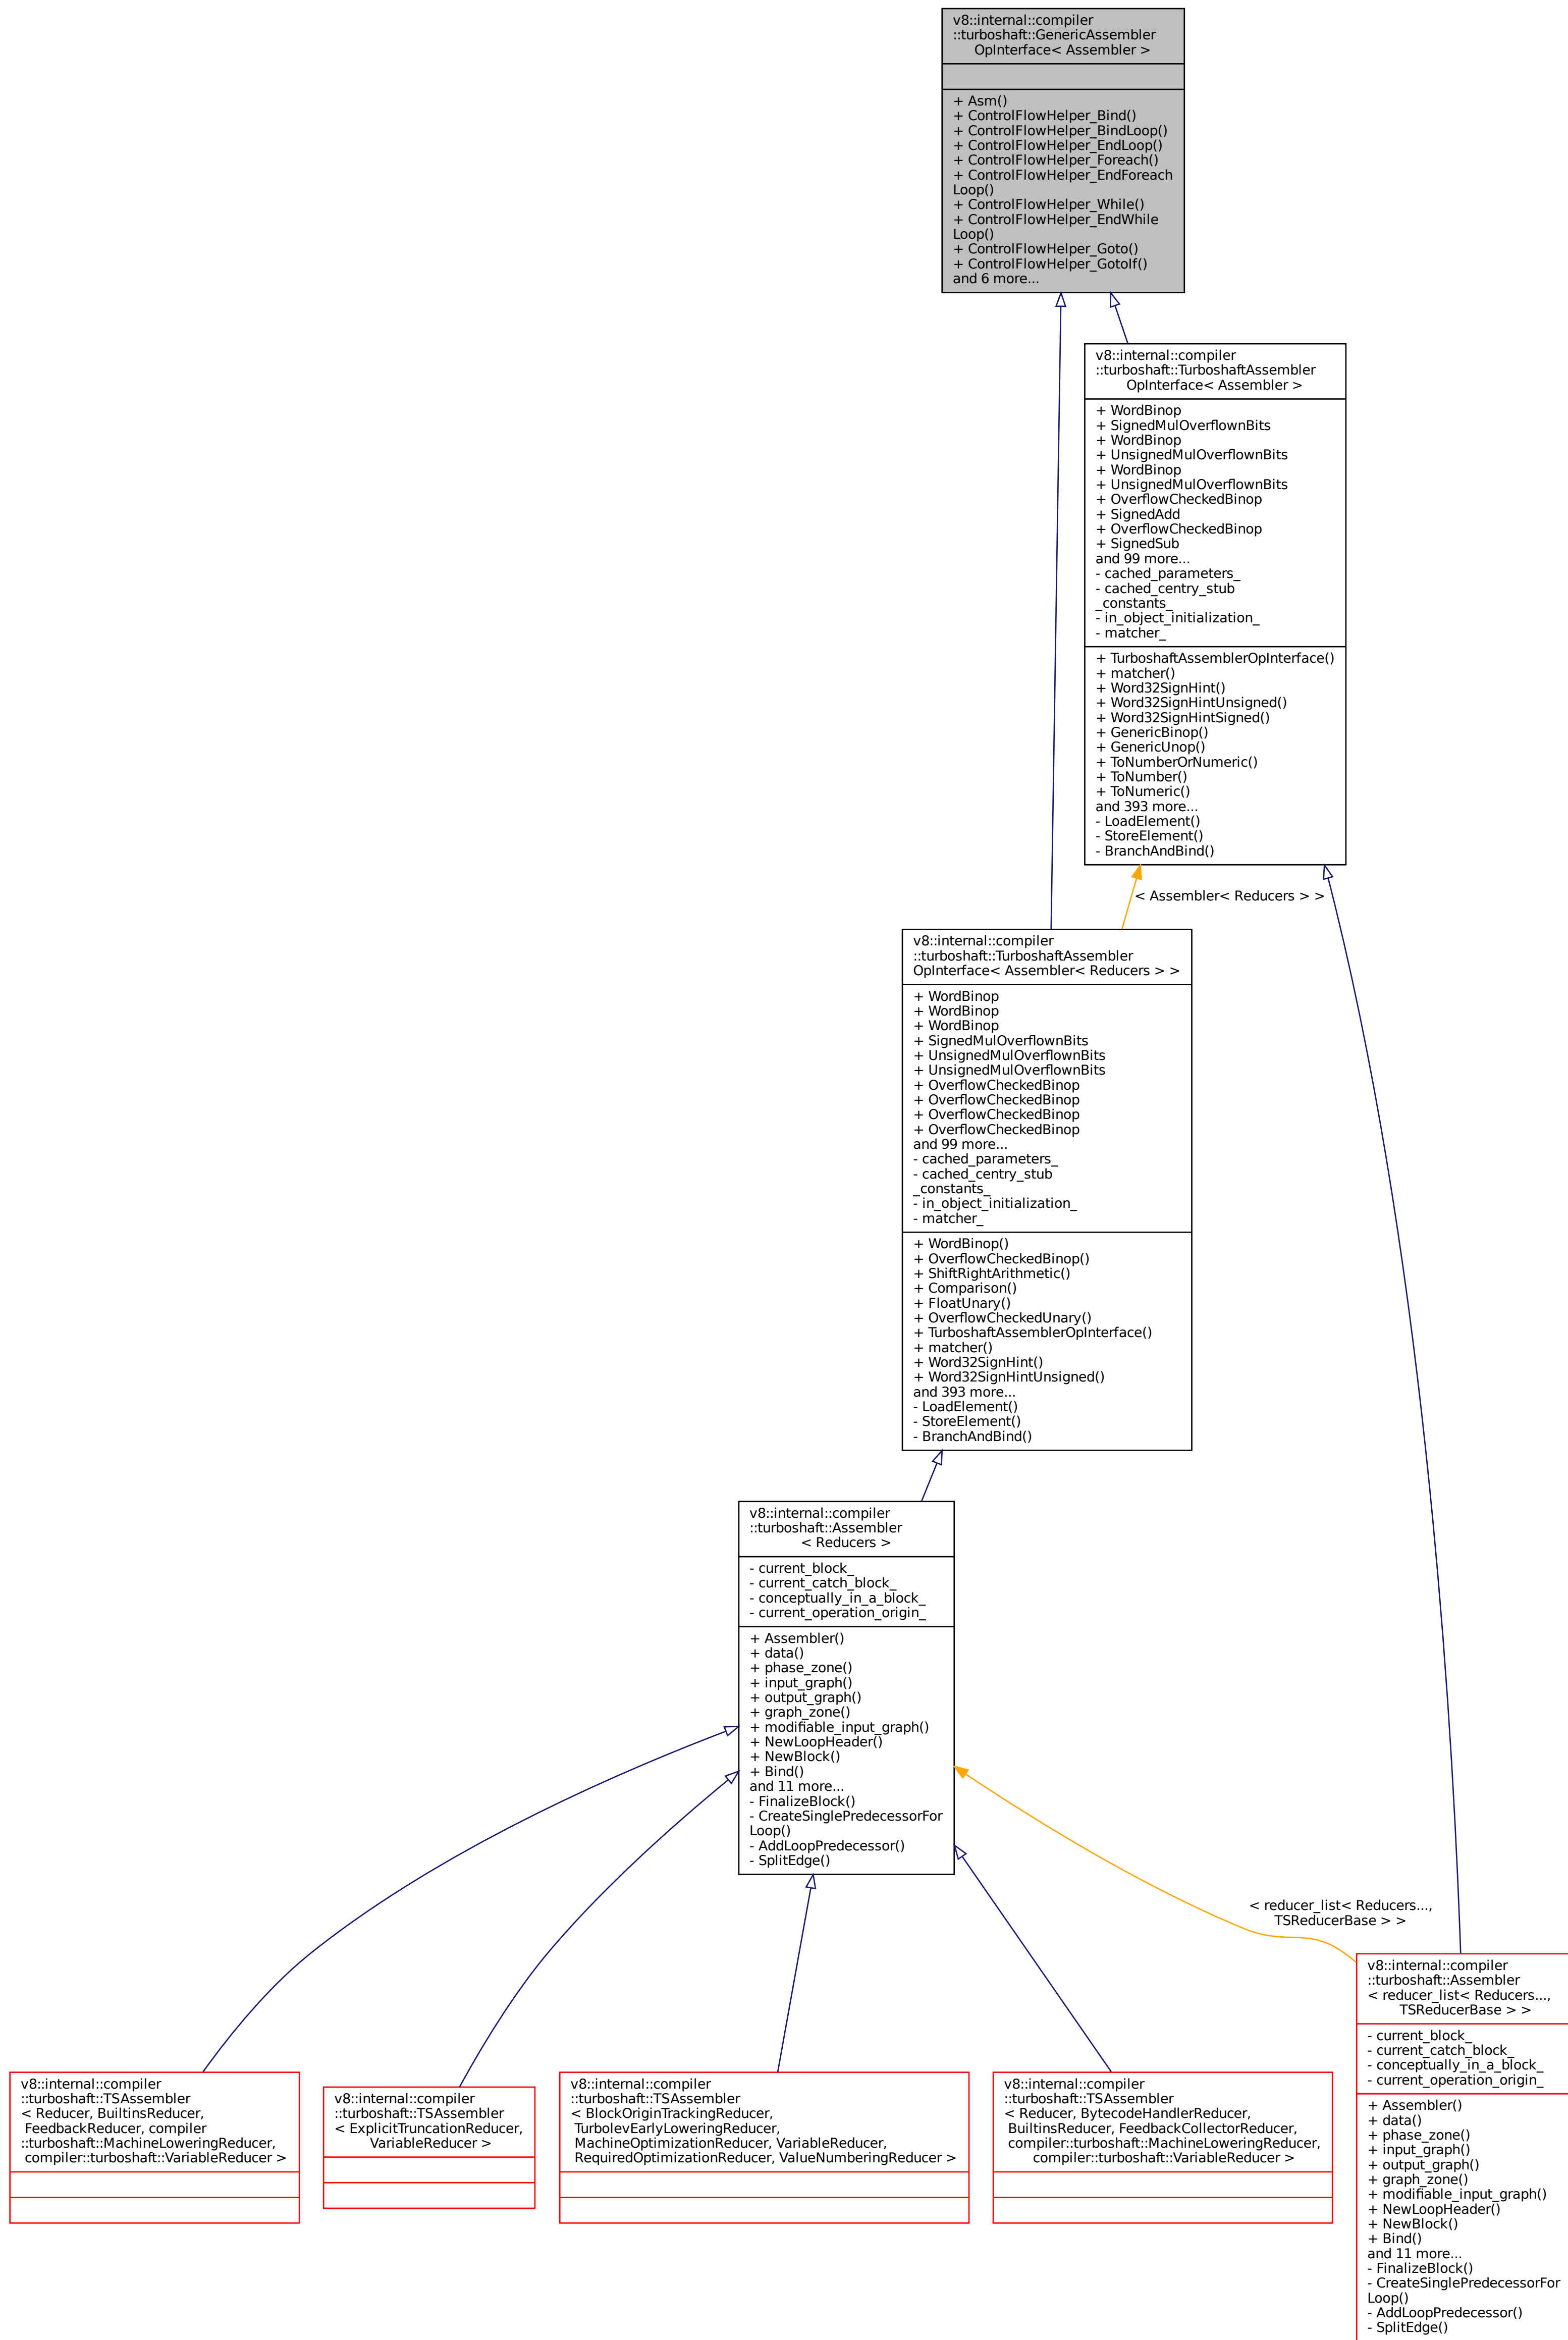 v8::internal::compiler
::turboshaft::GenericAssembler
OpInterface< Assembler >
+ Asm()
+ ControlFlowHelper_Bind()
+ ControlFlowHelper_BindLoop()
+ ControlFlowHelper_EndLoop()
+ ControlFlowHelper_Foreach()
+ ControlFlowHelper_EndForeach
Loop()
+ ControlFlowHelper_While()
+ ControlFlowHelper_EndWhile
Loop()
+ ControlFlowHelper_Goto()
+ ControlFlowHelper_GotoIf()
and 6 more...
v8::internal::compiler
::turboshaft::TurboshaftAssembler
OpInterface< Assembler >
+ WordBinop
+ SignedMulOverflownBits
+ WordBinop
+ UnsignedMulOverflownBits
+ WordBinop
+ UnsignedMulOverflownBits
+ OverflowCheckedBinop
+ SignedAdd
+ OverflowCheckedBinop
+ SignedSub
and 99 more...
- cached_parameters_
- cached_centry_stub
_constants_
- in_object_initialization_
- matcher_
+ TurboshaftAssemblerOpInterface()
+ matcher()
+ Word32SignHint()
+ Word32SignHintUnsigned()
+ Word32SignHintSigned()
+ GenericBinop()
+ GenericUnop()
+ ToNumberOrNumeric()
+ ToNumber()
+ ToNumeric()
and 393 more...
- LoadElement()
- StoreElement()
- BranchAndBind()
< Assembler< Reducers > >
v8::internal::compiler
::turboshaft::TurboshaftAssembler
OpInterface< Assembler< Reducers > >
+ WordBinop
+ WordBinop
+ WordBinop
+ SignedMulOverflownBits
+ UnsignedMulOverflownBits
+ UnsignedMulOverflownBits
+ OverflowCheckedBinop
+ OverflowCheckedBinop
+ OverflowCheckedBinop
+ OverflowCheckedBinop
and 99 more...
- cached_parameters_
- cached_centry_stub
_constants_
- in_object_initialization_
- matcher_
+ WordBinop()
+ OverflowCheckedBinop()
+ ShiftRightArithmetic()
+ Comparison()
+ FloatUnary()
+ OverflowCheckedUnary()
+ TurboshaftAssemblerOpInterface()
+ matcher()
+ Word32SignHint()
+ Word32SignHintUnsigned()
and 393 more...
- LoadElement()
- StoreElement()
- BranchAndBind()
v8::internal::compiler
::turboshaft::Assembler
< Reducers >
- current_block_
- current_catch_block_
- conceptually_in_a_block_
- current_operation_origin_
+ Assembler()
+ data()
+ phase_zone()
+ input_graph()
+ output_graph()
+ graph_zone()
+ modifiable_input_graph()
+ NewLoopHeader()
+ NewBlock()
+ Bind()
and 11 more...
- FinalizeBlock()
- CreateSinglePredecessorFor
Loop()
- AddLoopPredecessor()
- SplitEdge()
< reducer_list< Reducers...,
TSReducerBase > >
v8::internal::compiler
::turboshaft::TSAssembler
< Reducer, BuiltinsReducer,
FeedbackReducer, compiler
::turboshaft::MachineLoweringReducer,
compiler::turboshaft::VariableReducer >
v8::internal::compiler
::turboshaft::TSAssembler
< ExplicitTruncationReducer,
VariableReducer >
v8::internal::compiler
::turboshaft::TSAssembler
< BlockOriginTrackingReducer,
TurbolevEarlyLoweringReducer,
MachineOptimizationReducer, VariableReducer,
RequiredOptimizationReducer, ValueNumberingReducer >
v8::internal::compiler
::turboshaft::TSAssembler
< Reducer, BytecodeHandlerReducer,
BuiltinsReducer, FeedbackCollectorReducer,
compiler::turboshaft::MachineLoweringReducer,
compiler::turboshaft::VariableReducer >
v8::internal::compiler
::turboshaft::Assembler
< reducer_list< Reducers...,
TSReducerBase > >
- current_block_
- current_catch_block_
- conceptually_in_a_block_
- current_operation_origin_
+ Assembler()
+ data()
+ phase_zone()
+ input_graph()
+ output_graph()
+ graph_zone()
+ modifiable_input_graph()
+ NewLoopHeader()
+ NewBlock()
+ Bind()
and 11 more...
- FinalizeBlock()
- CreateSinglePredecessorFor
Loop()
- AddLoopPredecessor()
- SplitEdge()